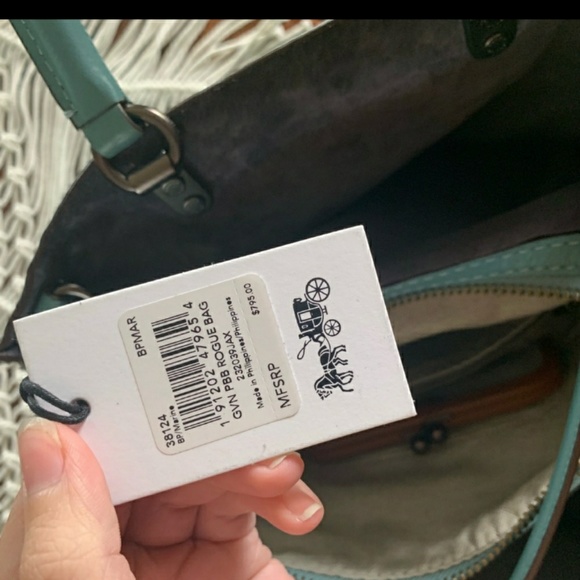 38124 BPMAR
BP/Marine
1 91202 47965 4
GVN PBB ROGUE BAG
232039JAX
Made in Philippines/Philippines
$795.00
MFSRP